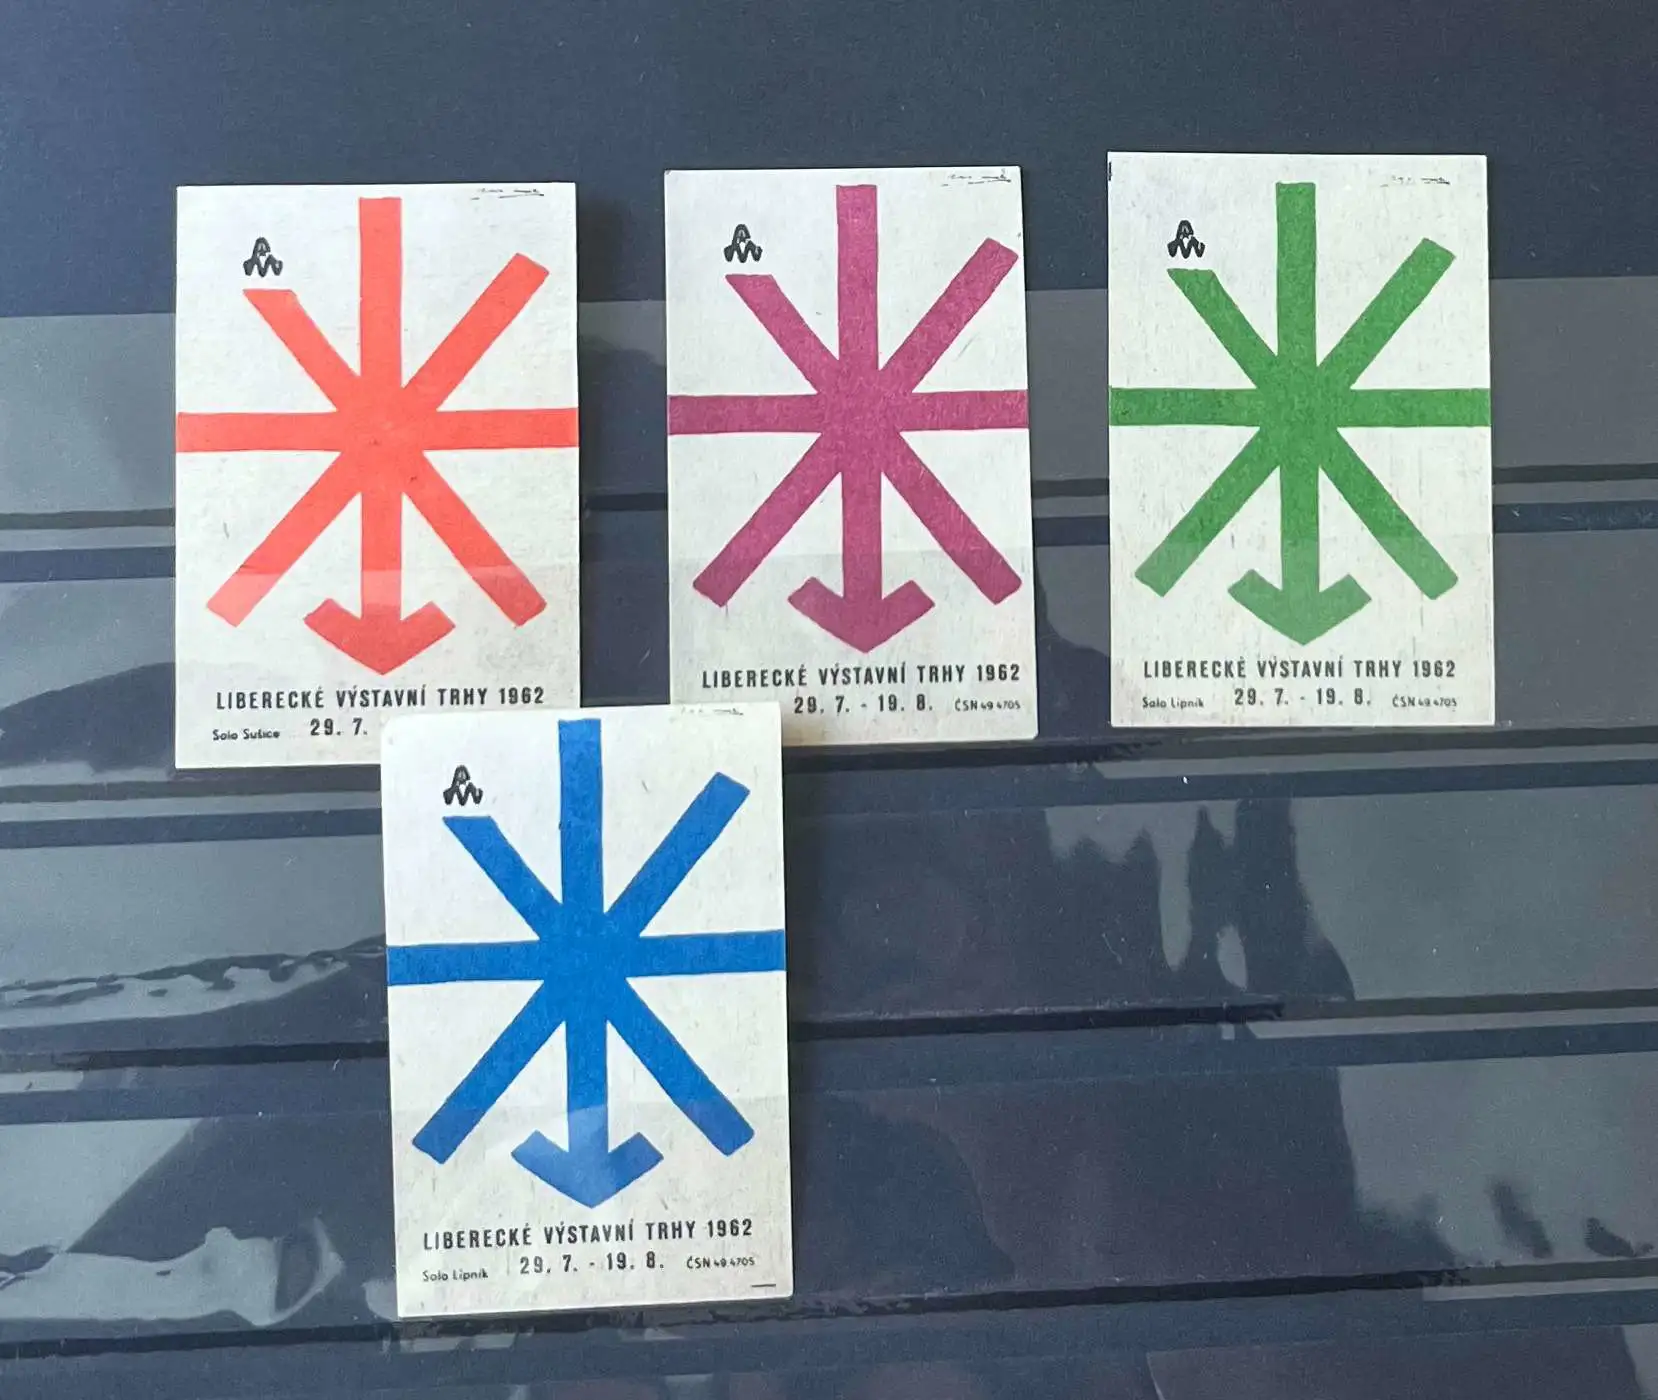 LIBERECKÉ VÝSTAVNÍ TRHY 1962
Solo Sušice 29. 7.
LIBERECKÉ VÝSTAVNÍ TRHY 1962
29. 7. - 19. 8. ČSN 49 4705
LIBERECKÉ VÝSTAVNÍ TRHY 1962
Solo Lipník 29. 7. - 19. 8. ČSN 49 4705
LIBERECKÉ VÝSTAVNÍ TRHY 1962
Solo Lipník 29. 7. - 19. 8. ČSN 49 4705